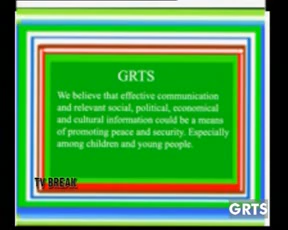 GRTS
We believe that effective communication
and relevant social, political, economical
and cultural information could be a means
of promoting peace and security. Especially
among children and young people.
TV BREAK
GRTS